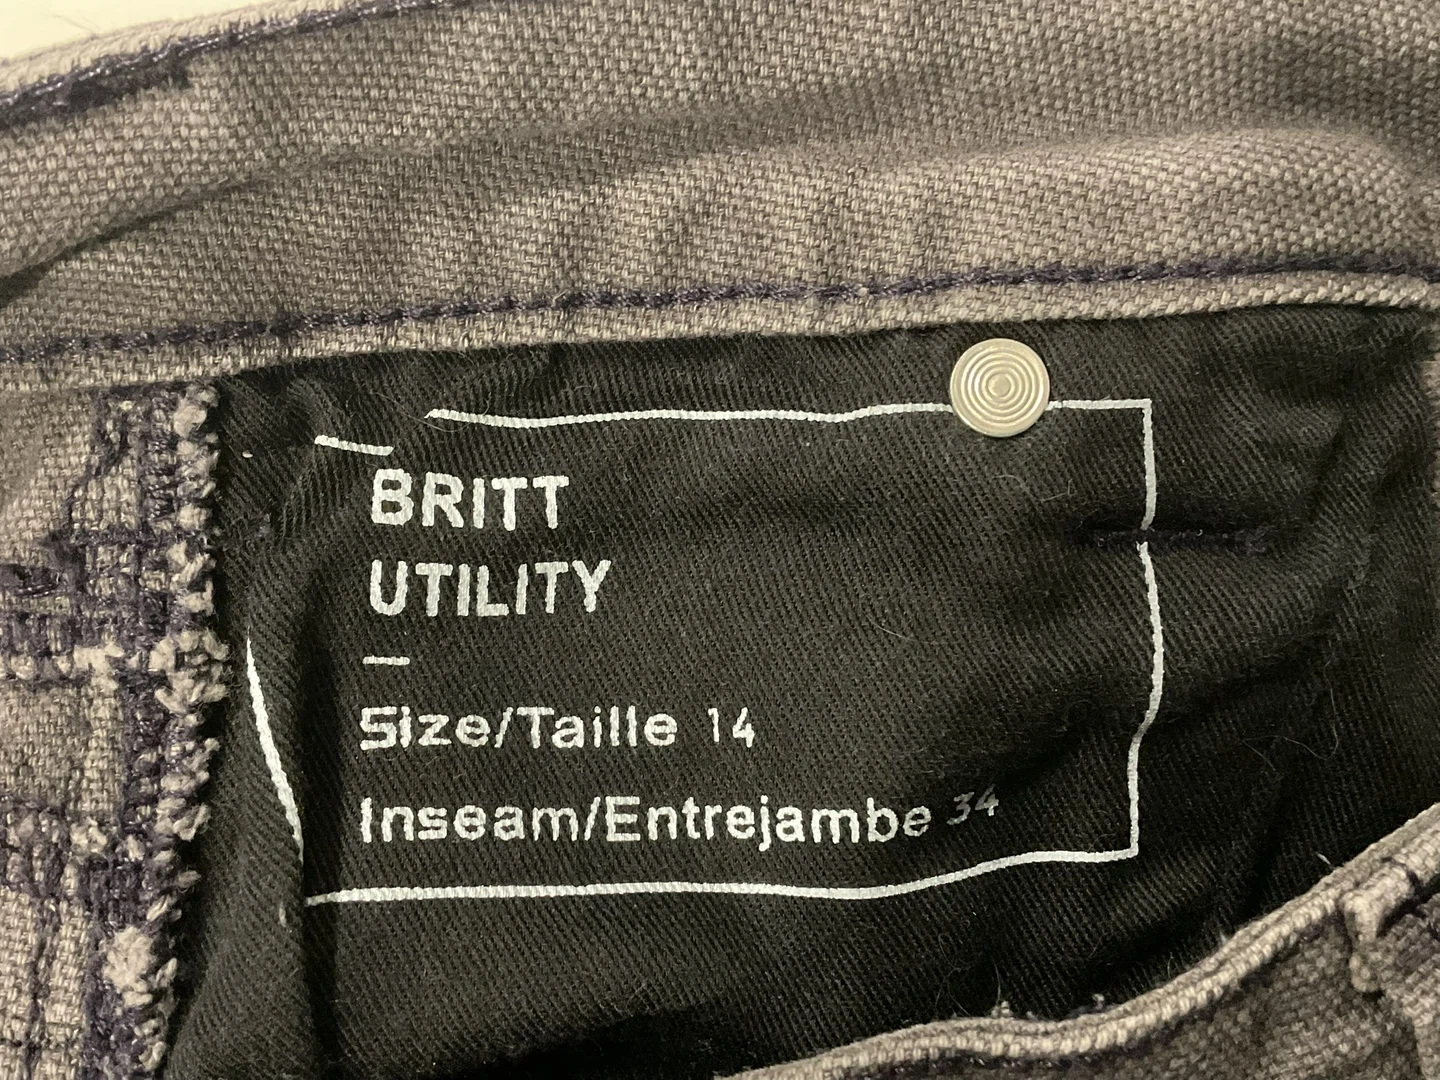 BRITT
UTILITY
Size/Taille 14
Inseam/Entrejambe 34